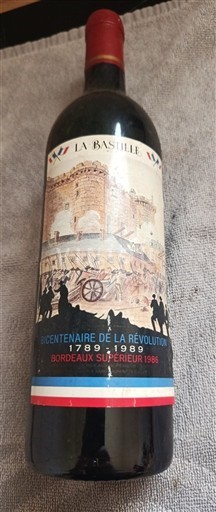 LA BASTILLE
BICENTENAIRE DE LA RÉVOLUTION
1789 - 1989
BORDEAUX SUPÉRIEUR 1986